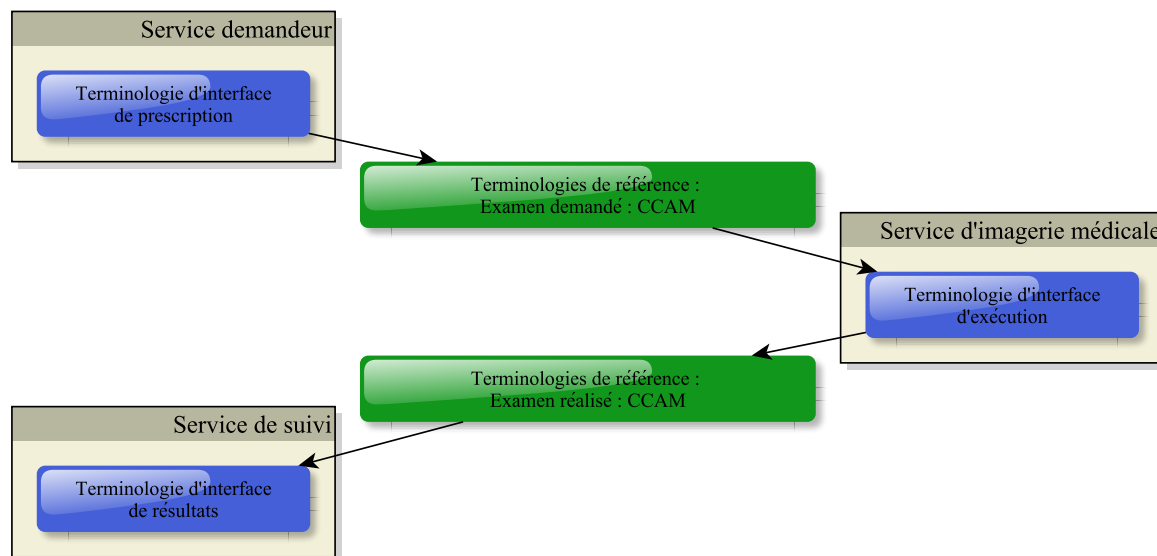 Service demandeur
Terminologie d'interface
de prescription
Terminologies de référence :
Examen demandé : CCAM
Service d'imagerie médicale
Terminologie d'interface
d'exécution
Terminologies de référence :
Examen réalisé : CCAM
Service de suivi
Terminologie d'interface
de résultats